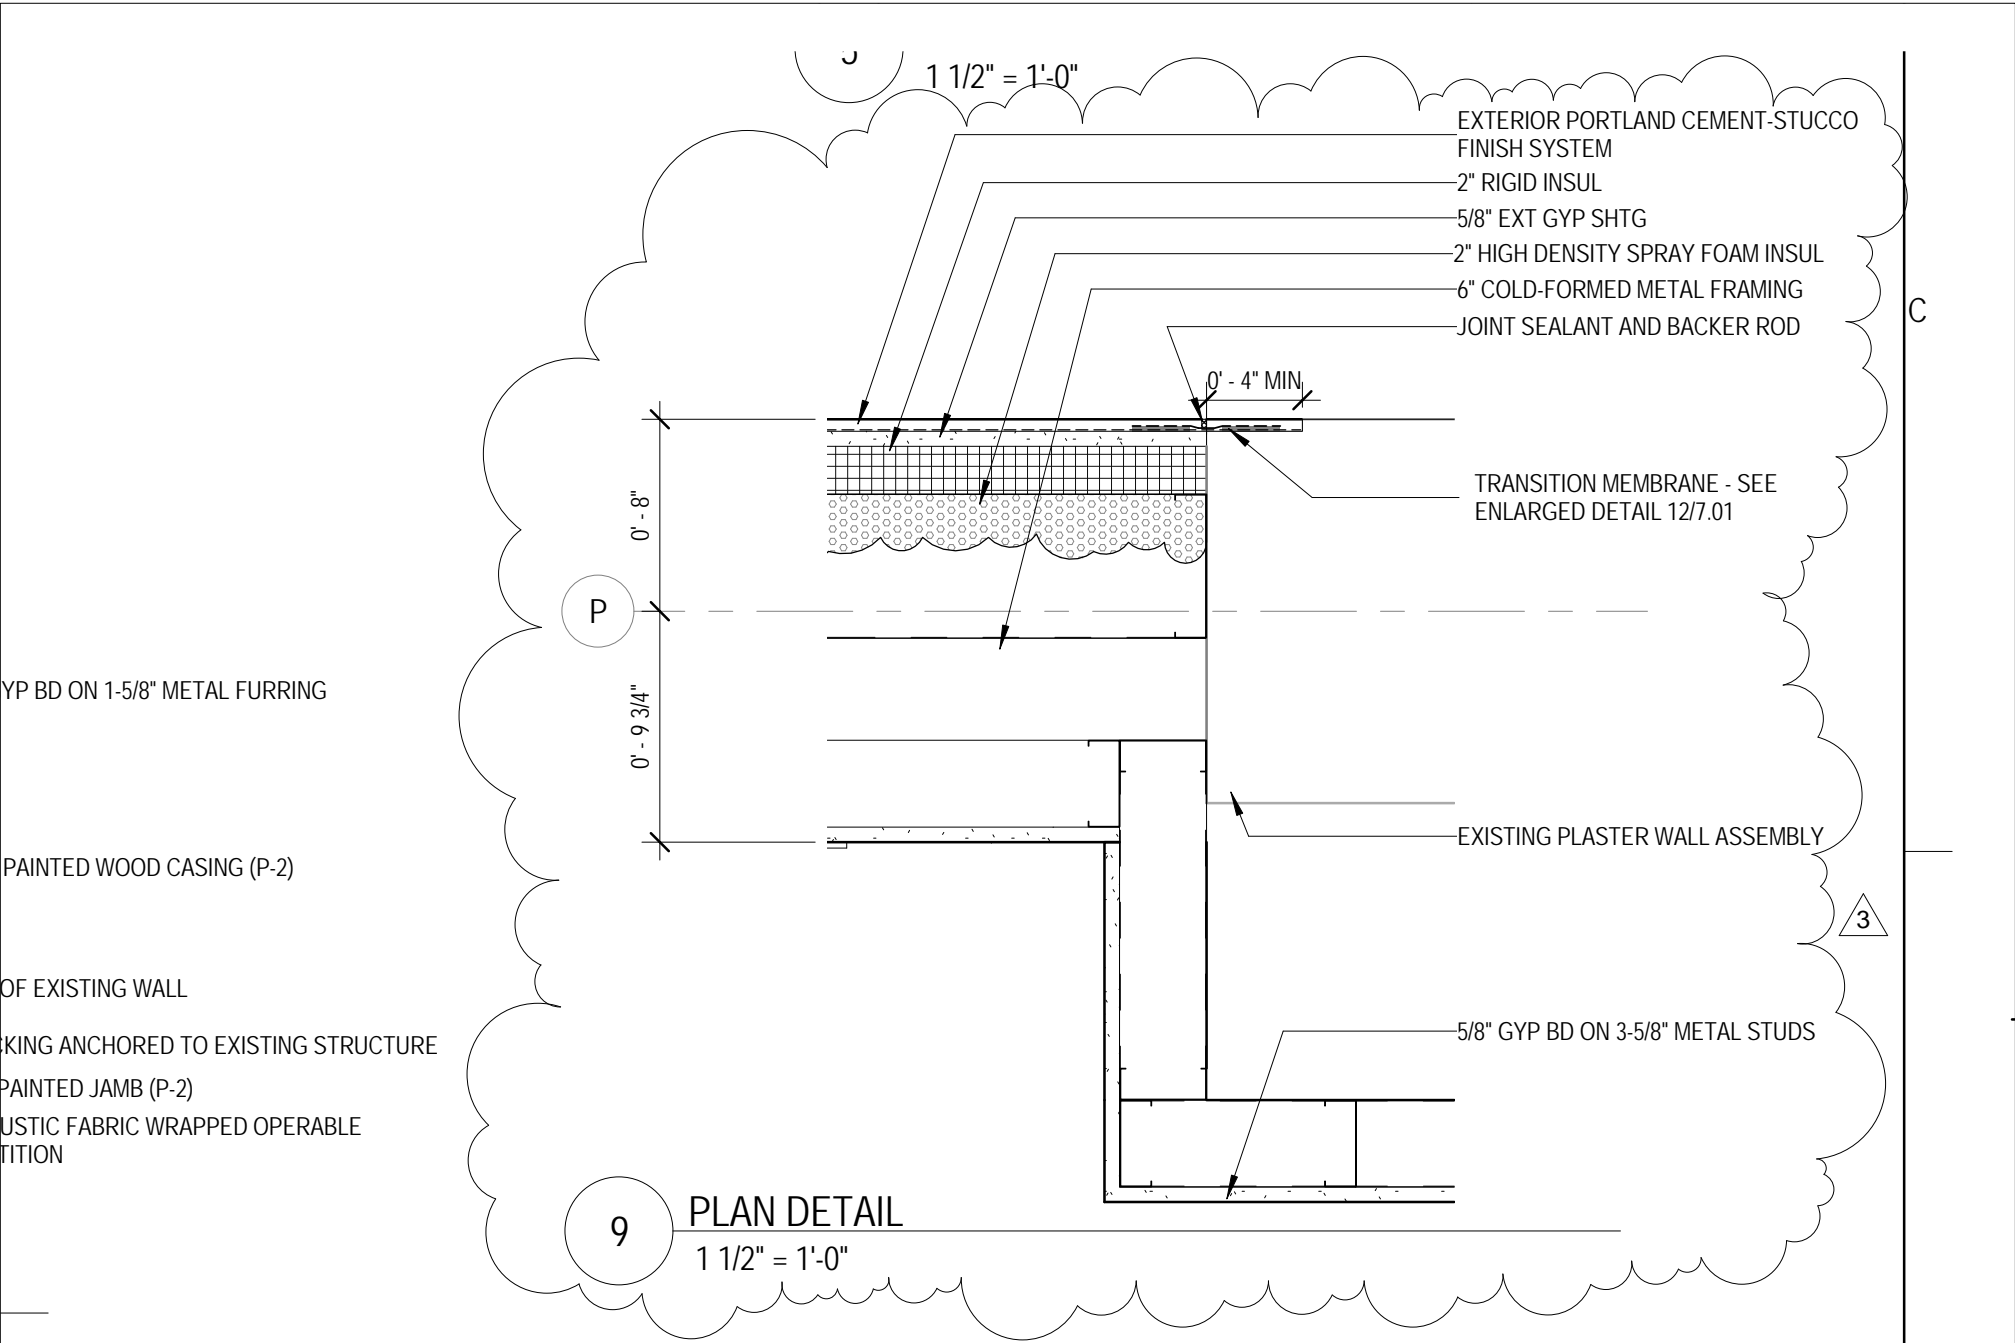 1 1/2" = 1'-0"
EXTERIOR PORTLAND CEMENT-STUCCO
FINISH SYSTEM
2" RIGID INSUL
5/8" EXT GYP SHTG
2" HIGH DENSITY SPRAY FOAM INSUL
6" COLD-FORMED METAL FRAMING
JOINT SEALANT AND BACKER ROD
C
0' - 4" MIN
TRANSITION MEMBRANE - SEE
ENLARGED DETAIL 12/7.01
0' - 8"
P
0' - 9 3/4"
YP BD ON 1-5/8" METAL FURRING
EXISTING PLASTER WALL ASSEMBLY
PAINTED WOOD CASING (P-2)
3
OF EXISTING WALL
5/8" GYP BD ON 3-5/8" METAL STUDS
KING ANCHORED TO EXISTING STRUCTURE
PAINTED JAMB (P-2)
USTIC FABRIC WRAPPED OPERABLE
TITION
9
PLAN DETAIL
1 1/2" = 1'-0"